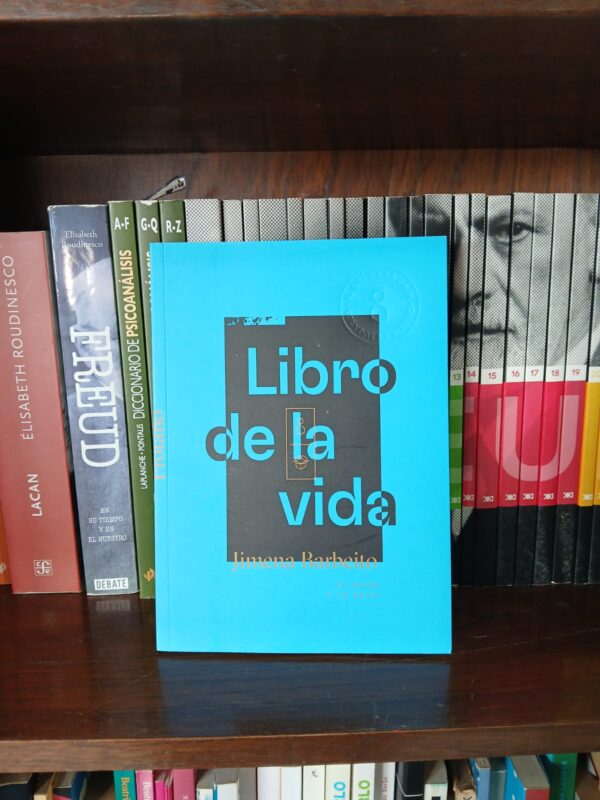 Libro
de la
vida
Jimena Barbeito
ÉLISABETH ROUDINESCO
LACAN
Élisabeth
Roudinesco
FREUD
EN
SU TIEMPO
Y EN
EL NUESTRO
DEBATE
A-F
DICCIONARIO DE PSICOANÁLISIS
LAPLANCHE · PONTALIS
G-Q
R-Z
13
14
15
16
17
18
19
EU